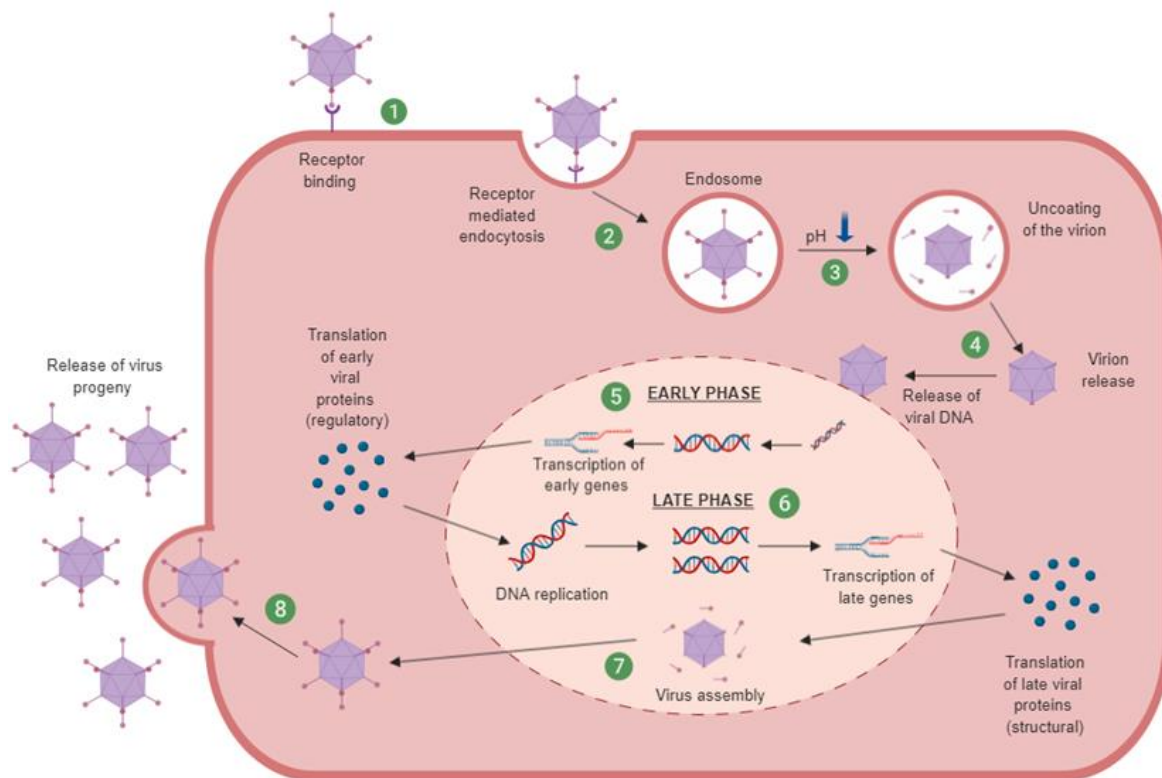 1
Receptor
binding
Receptor
mediated
endocytosis
2
Endosome
pH
3
Uncoating
of the virion
4
Virion
release
Release of
viral DNA
5
EARLY PHASE
Transcription of
early genes
Translation
of early
viral
proteins
(regulatory)
LATE PHASE
6
DNA replication
Transcription of
late genes
Translation
of late viral
proteins
(structural)
7
Virus assembly
8
Release of virus
progeny